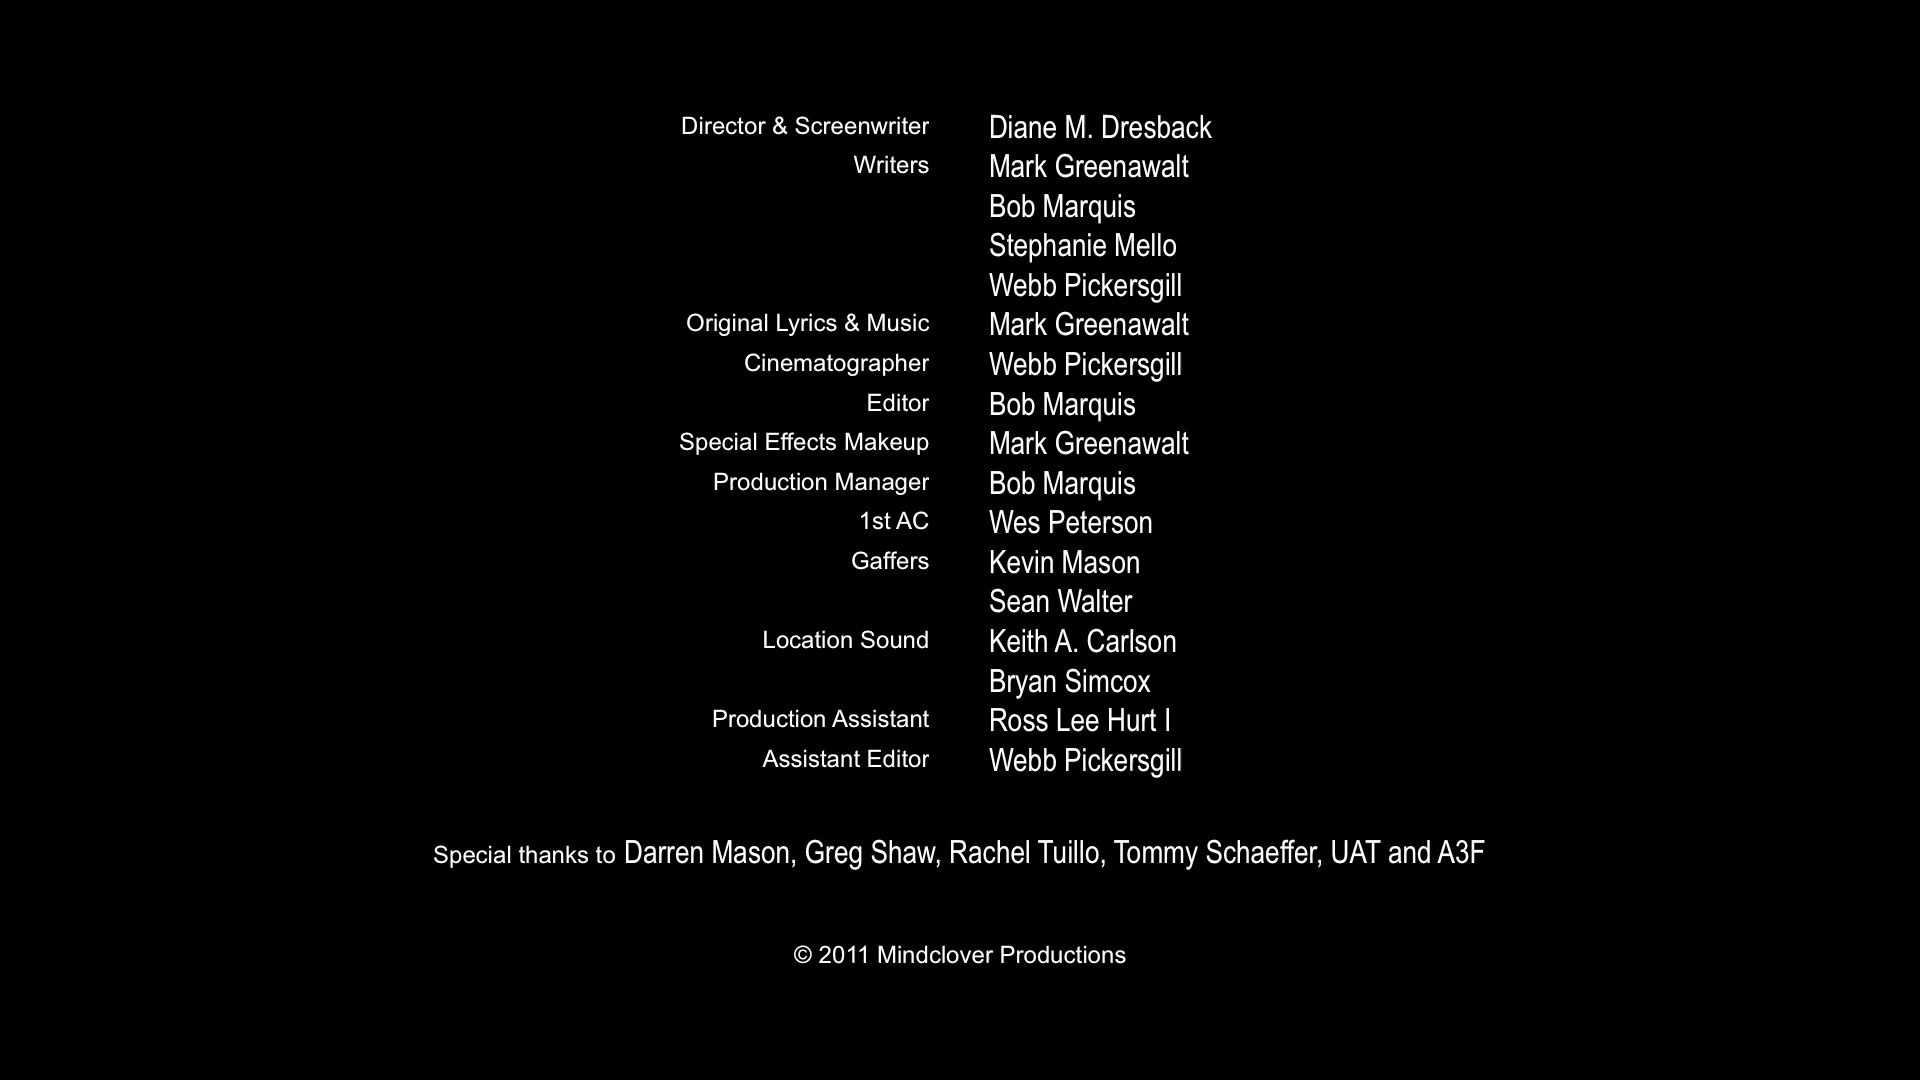 Director & Screenwriter Diane M. Dresback
Writers Mark Greenawalt
Bob Marquis
Stephanie Mello
Webb Pickersgill
Original Lyrics & Music Mark Greenawalt
Cinematographer Webb Pickersgill
Editor Bob Marquis
Special Effects Makeup Mark Greenawalt
Production Manager Bob Marquis
1st AC Wes Peterson
Gaffers Kevin Mason
Sean Walter
Location Sound Keith A. Carlson
Bryan Simcox
Production Assistant Ross Lee Hurt I
Assistant Editor Webb Pickersgill
Special thanks to Darren Mason, Greg Shaw, Rachel Tuillo, Tommy Schaeffer, UAT and A3F
© 2011 Mindclover Productions